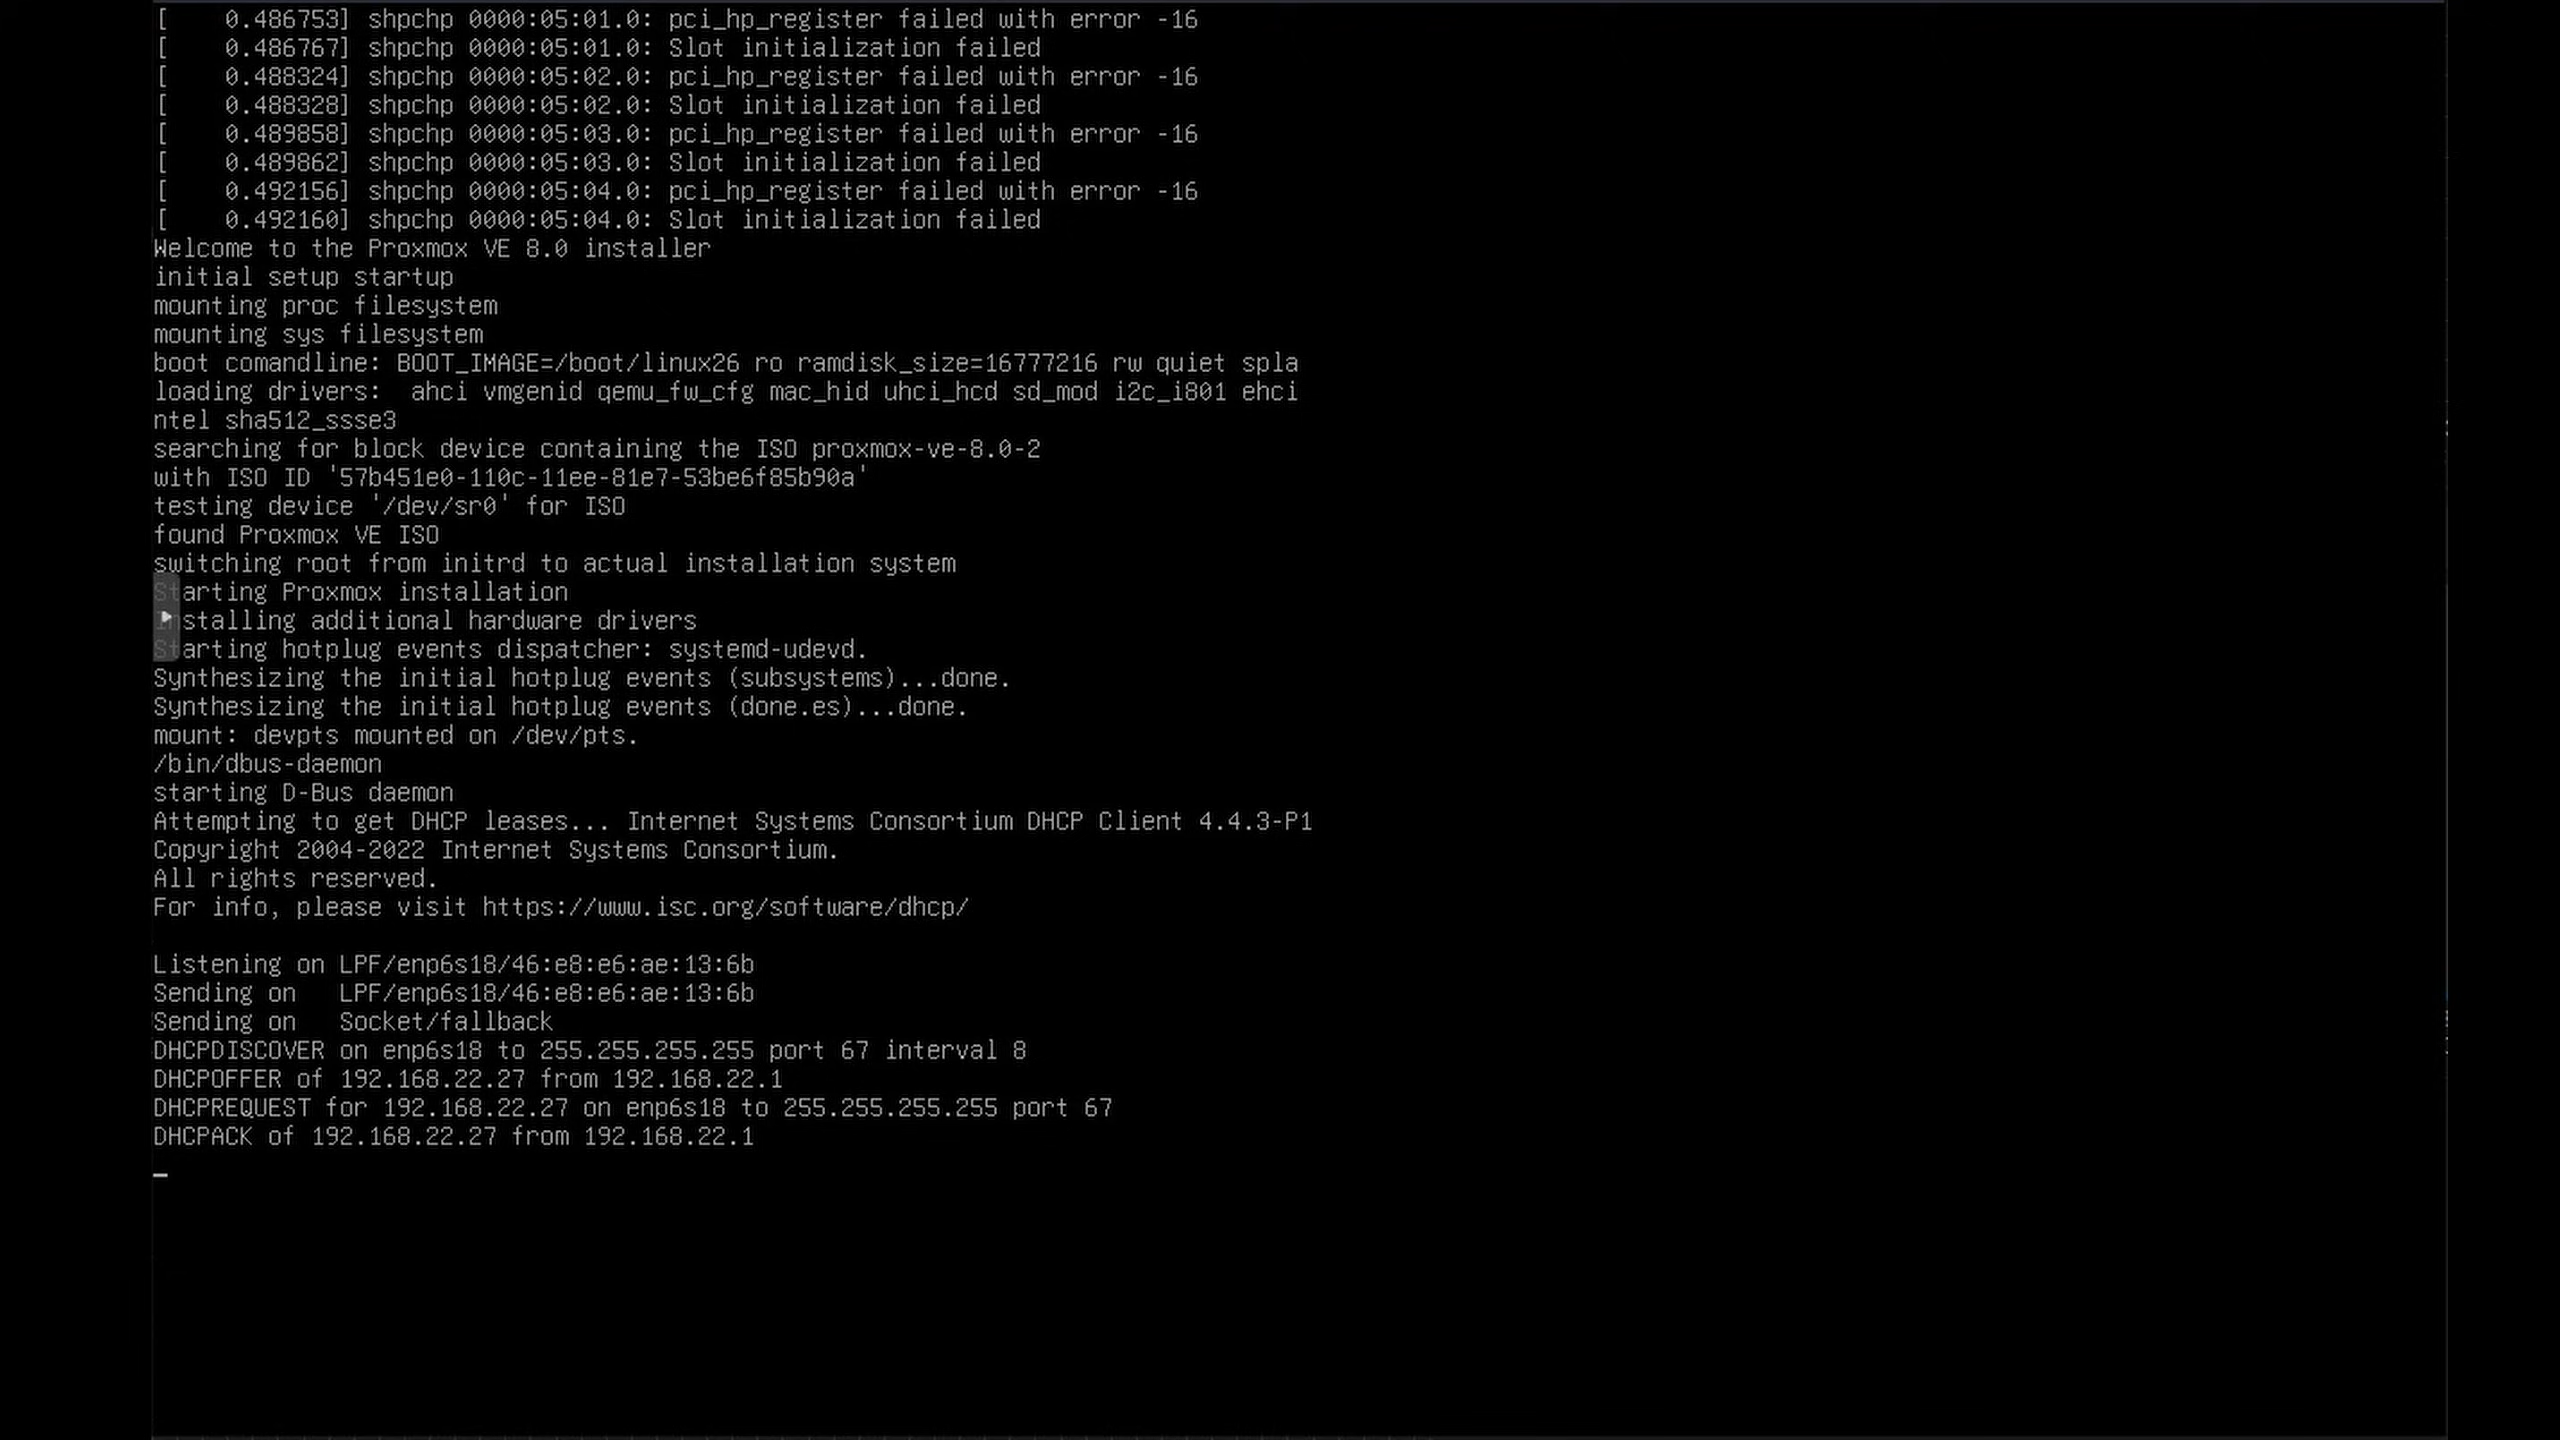 [    0.486753] shpchp 0000:05:01.0: pci_hp_register failed with error -16
[    0.486767] shpchp 0000:05:01.0: Slot initialization failed
[    0.488324] shpchp 0000:05:02.0: pci_hp_register failed with error -16
[    0.488328] shpchp 0000:05:02.0: Slot initialization failed
[    0.489858] shpchp 0000:05:03.0: pci_hp_register failed with error -16
[    0.489862] shpchp 0000:05:03.0: Slot initialization failed
[    0.492156] shpchp 0000:05:04.0: pci_hp_register failed with error -16
[    0.492160] shpchp 0000:05:04.0: Slot initialization failed
Welcome to the Proxmox VE 8.0 installer
initial setup startup
mounting proc filesystem
mounting sys filesystem
boot comandline: BOOT_IMAGE=/boot/linux26 ro ramdisk_size=16777216 rw quiet spla
loading drivers:  ahci vmgenid qemu_fw_cfg mac_hid uhci_hcd sd_mod i2c_i801 ehci
ntel sha512_ssse3
searching for block device containing the ISO proxmox-ve-8.0-2
with ISO ID '57b451e0-110c-11ee-81e7-53be6f85b90a'
testing device '/dev/sr0' for ISO
found Proxmox VE ISO
switching root from initrd to actual installation system
Starting Proxmox installation
Installing additional hardware drivers
Starting hotplug events dispatcher: systemd-udevd.
Synthesizing the initial hotplug events (subsystems)...done.
Synthesizing the initial hotplug events (done.es)...done.
mount: devpts mounted on /dev/pts.
/bin/dbus-daemon
starting D-Bus daemon
Attempting to get DHCP leases... Internet Systems Consortium DHCP Client 4.4.3-P1
Copyright 2004-2022 Internet Systems Consortium.
All rights reserved.
For info, please visit https://www.isc.org/software/dhcp/
Listening on LPF/enp6s18/46:e8:e6:ae:13:6b
Sending on   LPF/enp6s18/46:e8:e6:ae:13:6b
Sending on   Socket/fallback
DHCPDISCOVER on enp6s18 to 255.255.255.255 port 67 interval 8
DHCPOFFER of 192.168.22.27 from 192.168.22.1
DHCPREQUEST for 192.168.22.27 on enp6s18 to 255.255.255.255 port 67
DHCPACK of 192.168.22.27 from 192.168.22.1